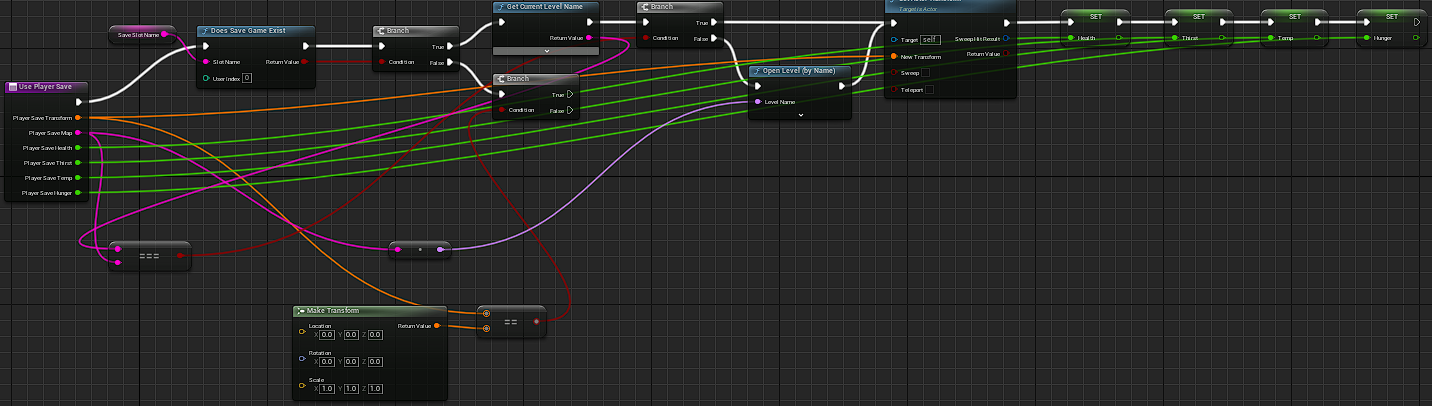 Use Player Save
Player Save Transform
Player Save Map
Player Save Health
Player Save Thirst
Player Save Temp
Player Save Hunger
Save Slot Name
Does Save Game Exist
Slot Name
Return Value
User Index 0
Branch
True
Condition
False
Get Current Level Name
Return Value
Branch
True
Condition
False
Branch
True
Condition
False
Open Level (by Name)
Level Name
Target is Actor
Target self
Sweep Hit Result
New Transform
Return Value
Sweep
Teleport
SET
Health
SET
Thirst
SET
Temp
SET
Hunger
===
Make Transform
Location
Return Value
X 0.0 Y 0.0 Z 0.0
Rotation
X 0.0 Y 0.0 Z 0.0
Scale
X 1.0 Y 1.0 Z 1.0
==